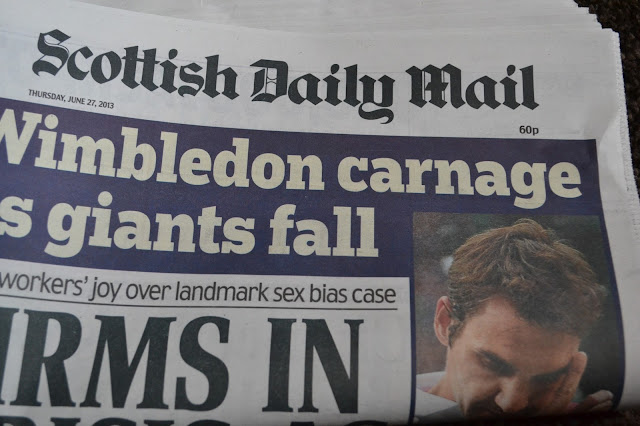 Scottish Daily Mail
THURSDAY, JUNE 27, 2013
60p
Wimbledon carnage
s giants fall
workers' joy over landmark sex bias case
IRMS IN